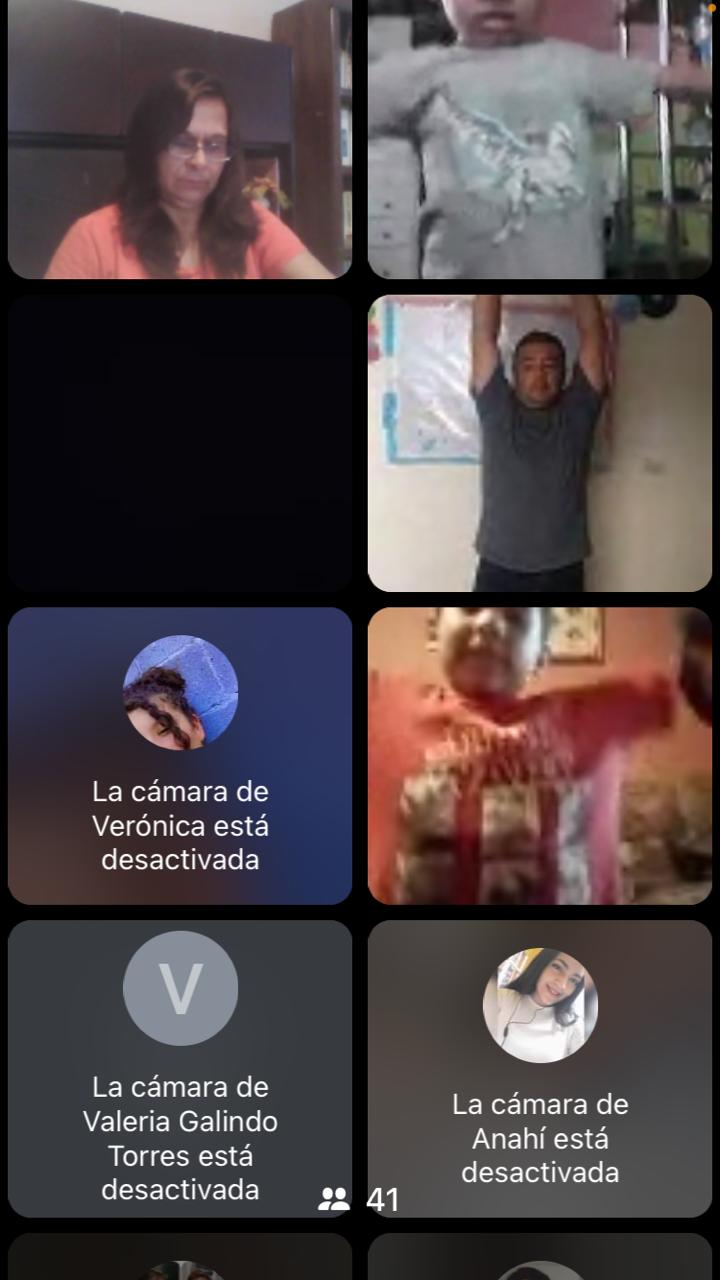 La cámara de
Verónica está
desactivada
V
La cámara de
Valeria Galindo
Torres está
desactivada
La cámara de
Anahí está
desactivada
41